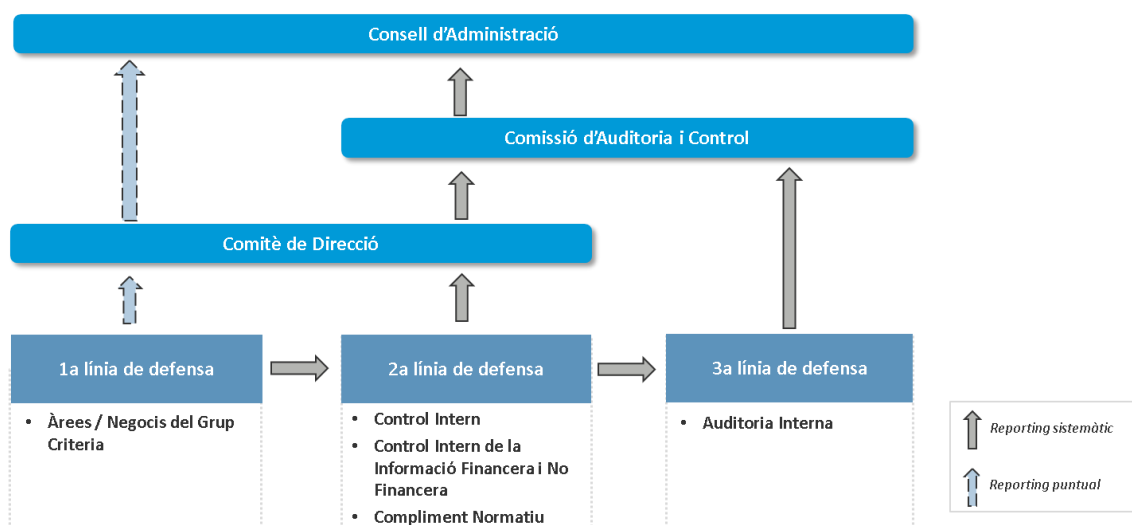 Consell d'Administració
Comissió d'Auditoria i Control
Comitè de Direcció
1a línia de defensa
2a línia de defensa
3a línia de defensa
• Àrees / Negocis del Grup
Criteria
• Control Intern
• Control Intern de la
Informació Financera i No
Financera
• Compliment Normatiu
• Auditoria Interna
Reporting sistemàtic
Reporting puntual